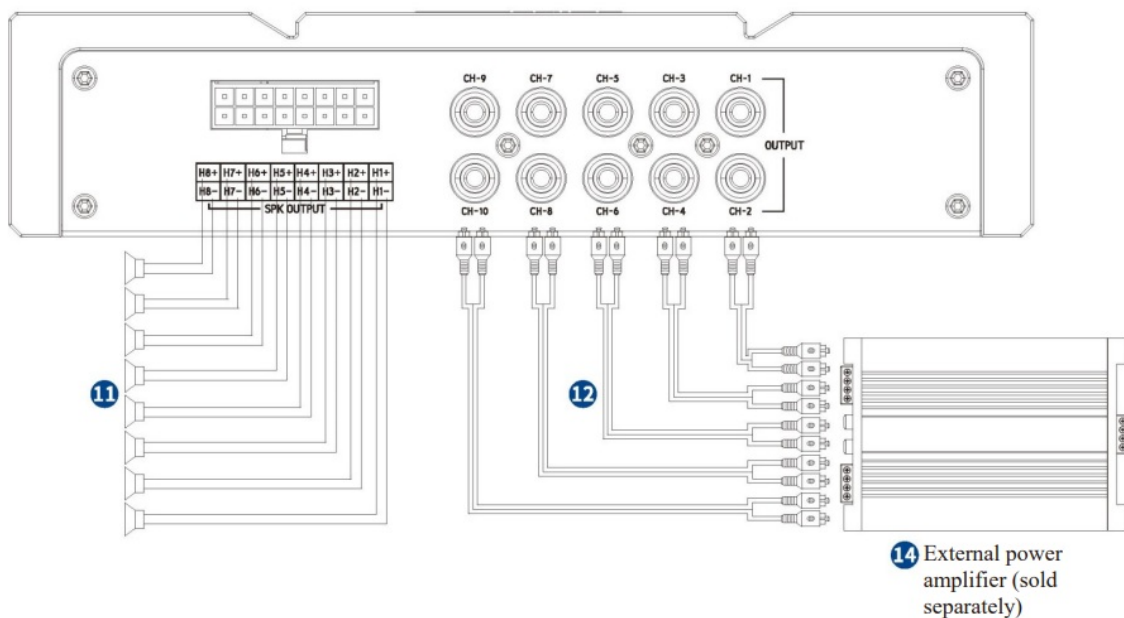 CH-9 CH-7 CH-5 CH-3 CH-1
OUTPUT
H8+ H7+ H6+ H5+ H4+ H3+ H2+ H1+
H8- H7- H6- H5- H4- H3- H2- H1-
SPK OUTPUT
CH-10 CH-8 CH-6 CH-4 CH-2
11
12
14 External power
amplifier (sold
separately)